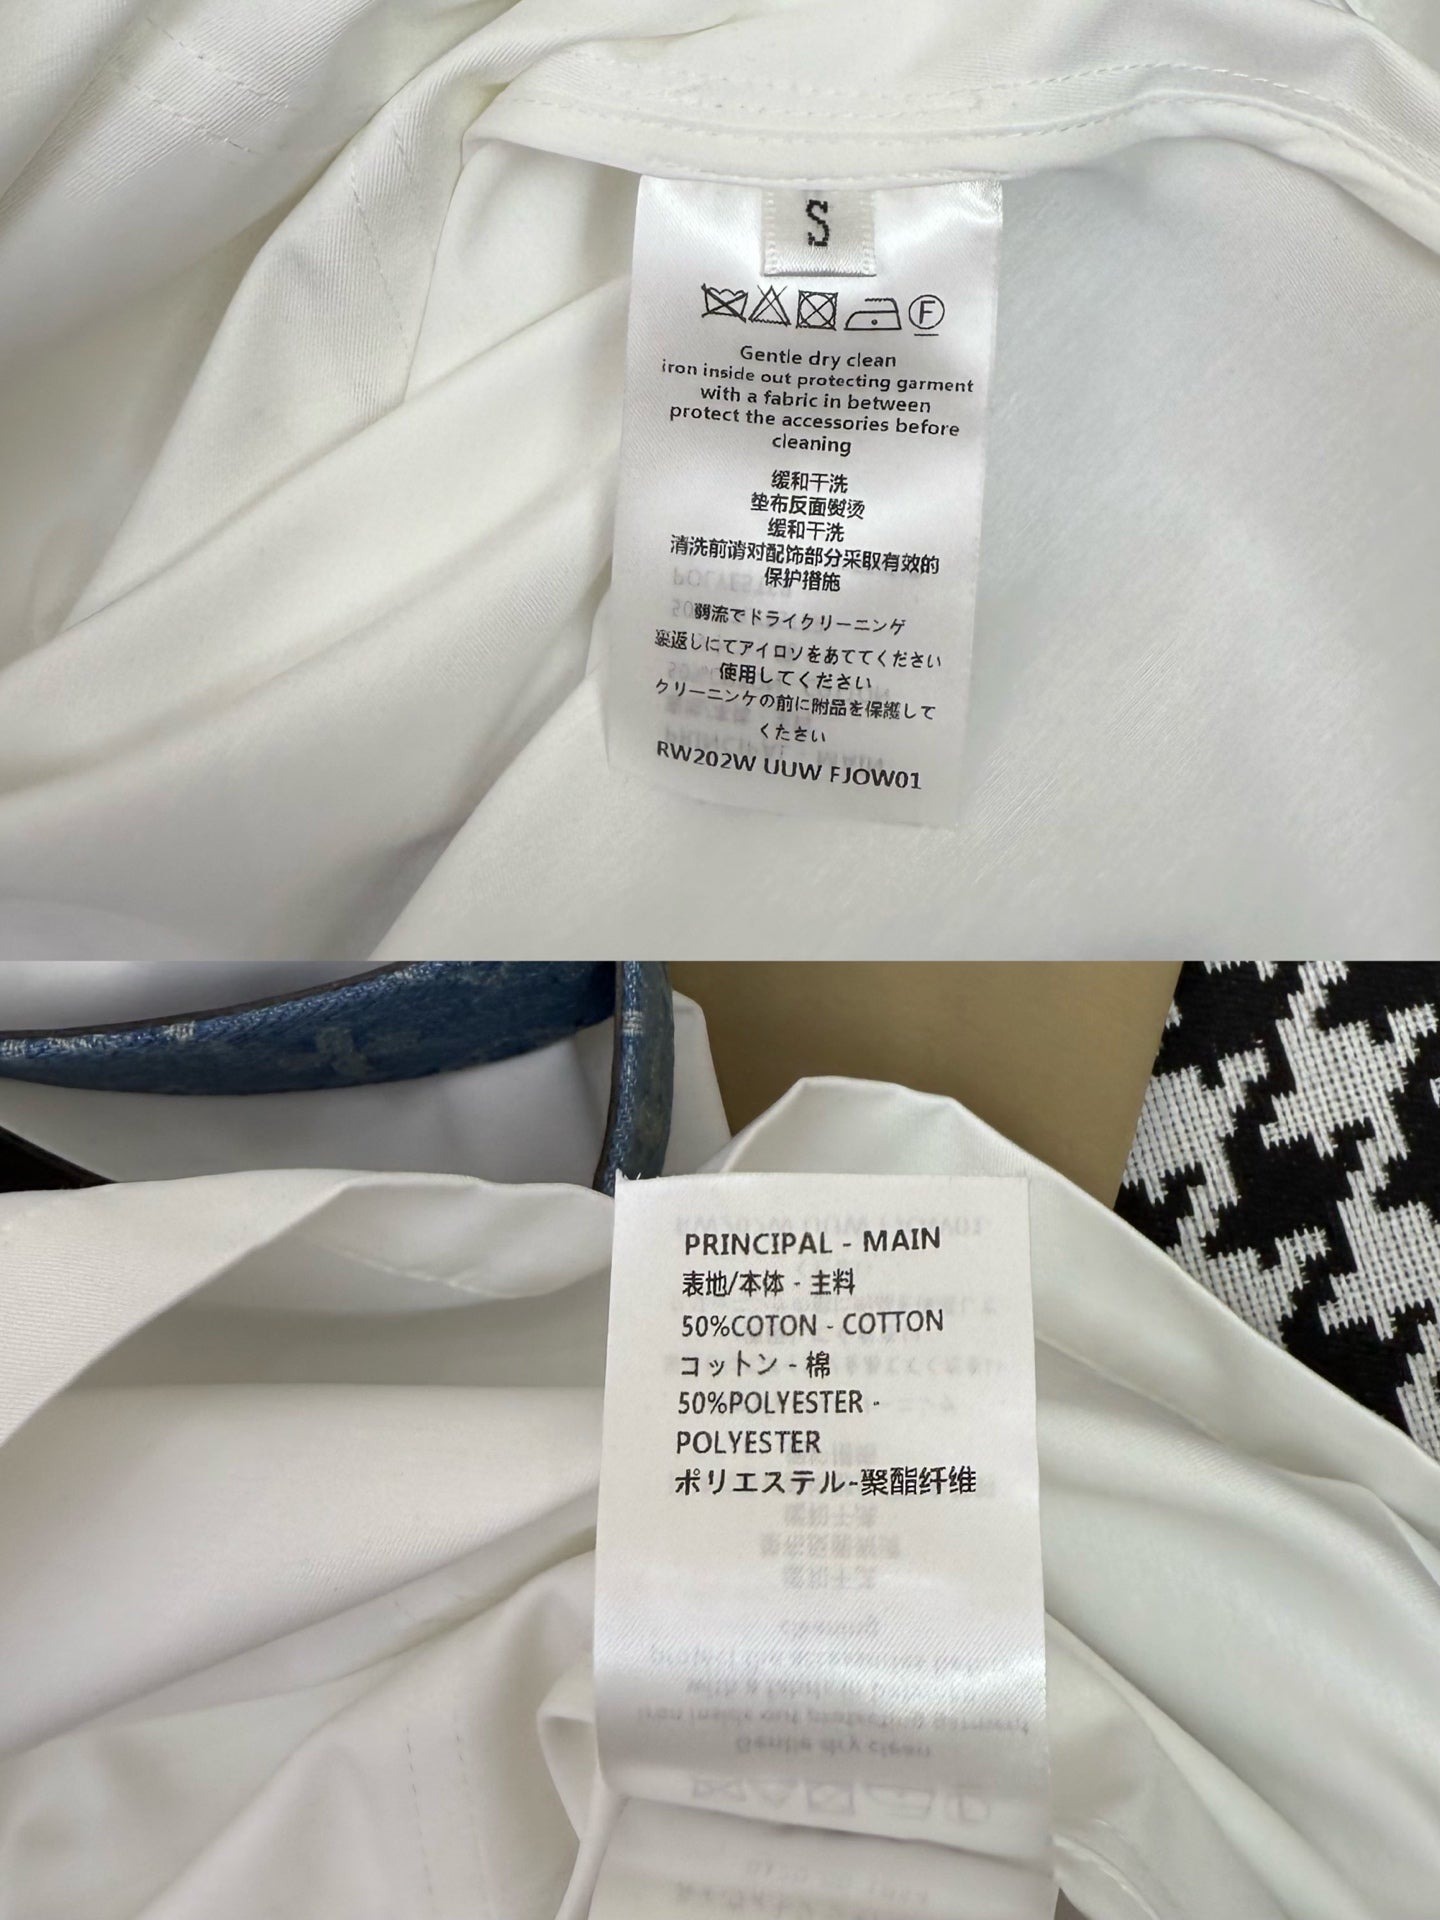 S
F
Gentle dry clean
iron inside out protecting garment
with a fabric in between
protect the accessories before
cleaning
缓和干洗
垫布反面熨烫
缓和干洗
清洗前请对配饰部分采取有效的
保护措施
弱流でドライクリーニンゲ
裏返しにてアイロソをあててください
使用してください
クリーニンケの前に附品を保護して
くたさい
RW202W UUW FJOW01
PRINCIPAL - MAIN
表地/本体 - 主料
50%COTON - COTTON
コットン - 棉
50%POLYESTER -
POLYESTER
ポリエステル-聚酯纤维